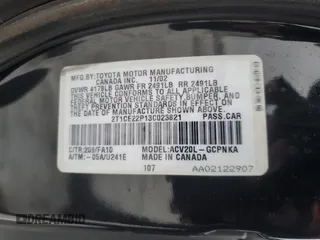 MFD. BY: TOYOTA MOTOR MANUFACTURING
CANADA INC. 11/02
GVWR 4178LB GAWR FR 2491LB RR 2491LB
THIS VEHICLE CONFORMS TO ALL APPLICABLE
FEDERAL MOTOR VEHICLE SAFETY, BUMPER, AND
THEFT PREVENTION STANDARDS IN EFFECT ON THE DATE
OF MANUFACTURE SHOWN ABOVE.
2T1CE22P13C023821 PASS.CAR
C/TR: 209/FA10
A/TM: -05A/U241E
MODEL: ACV20L-GCPNKA
MADE IN CANADA
107
AA02122907